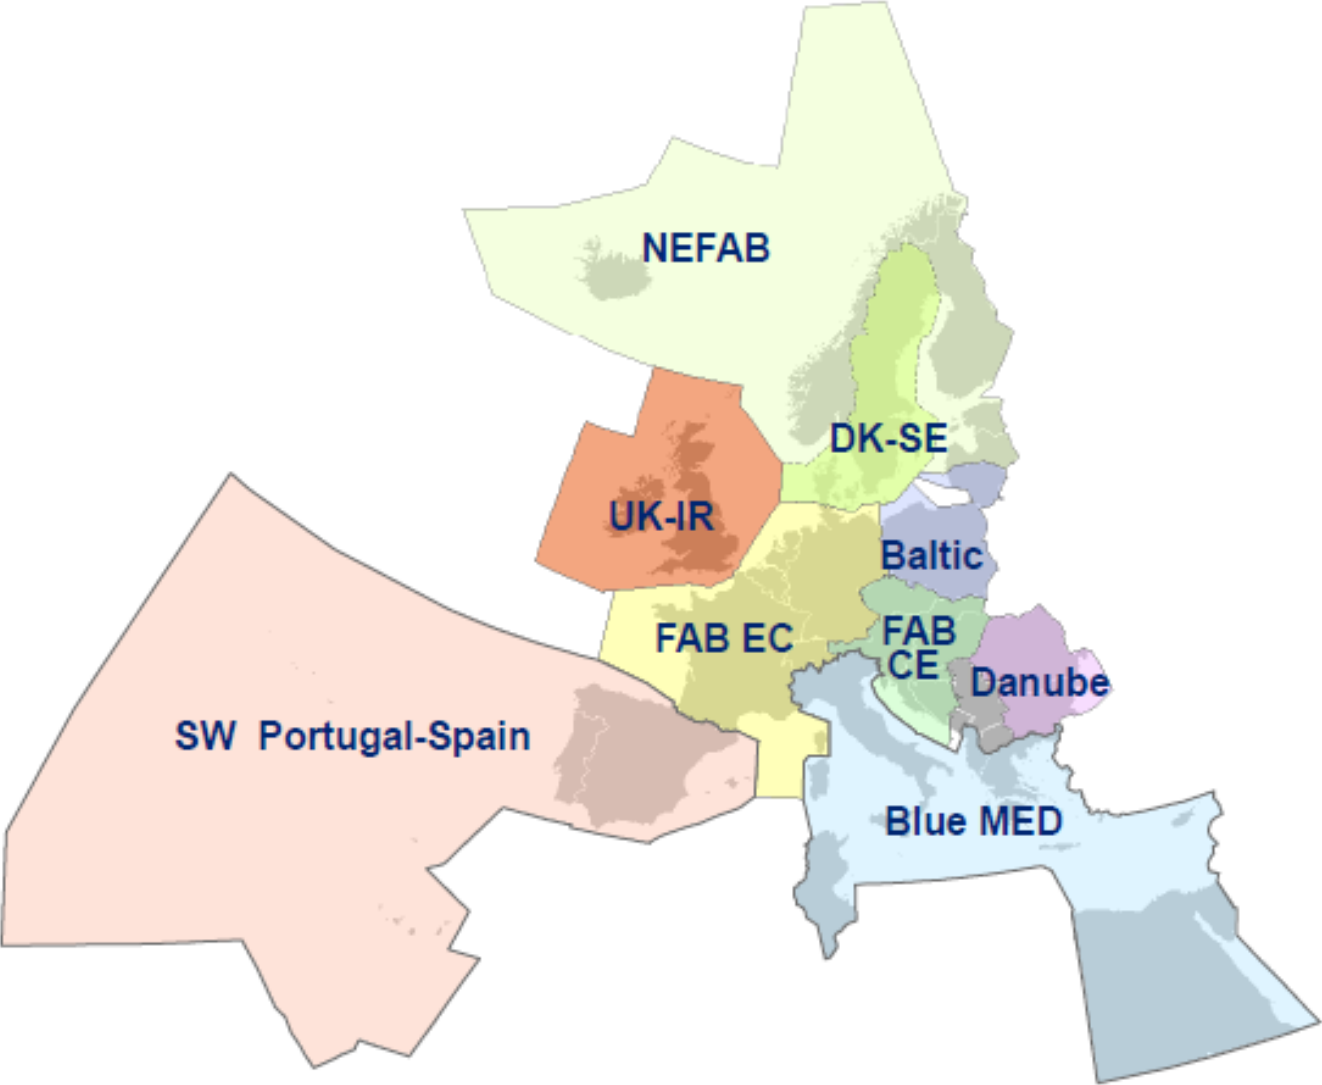 NEFAB
DK-SE
UK-IR
Baltic
FAB EC
FAB
CE
Danube
SW  Portugal-Spain
Blue MED